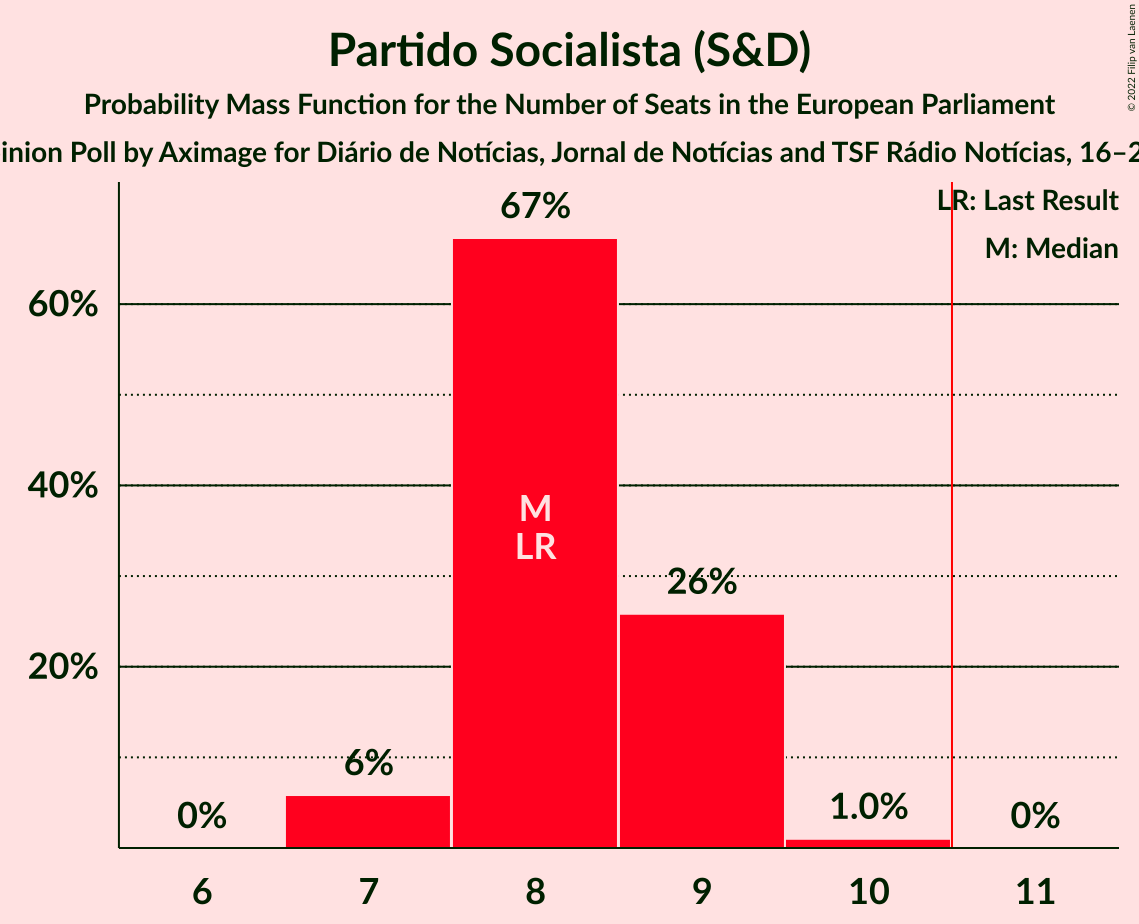 Partido Socialista (S&D)
Probability Mass Function for the Number of Seats in the European Parliament
inion Poll by Aximage for Diário de Notícias, Jornal de Notícias and TSF Rádio Notícias, 16–2
© 2022 Filip van Laenen
LR: Last Result
M: Median
67%
60%
40%
20%
M
LR
26%
6%
0%
1.0%
0%
6 7 8 9 10 11